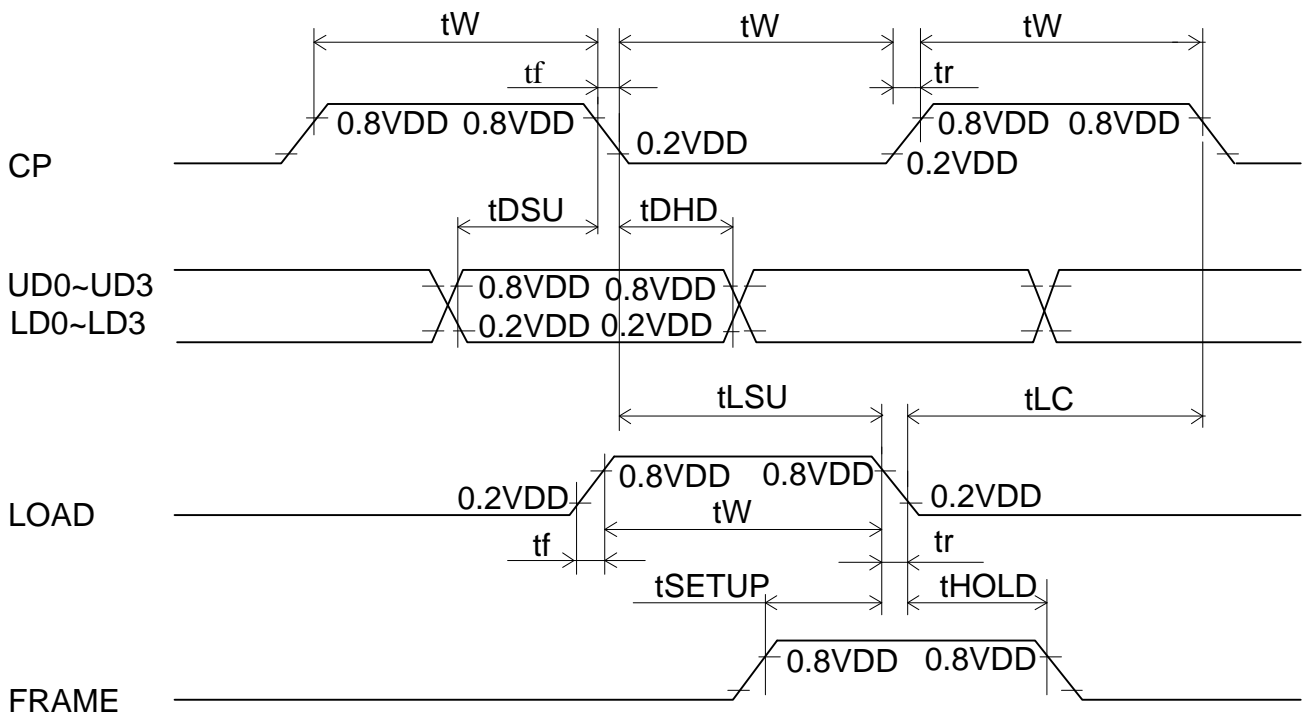 tW tW tW
tf tr
0.8VDD 0.8VDD 0.8VDD 0.8VDD
CP 0.2VDD 0.2VDD
tDSU tDHD
UD0~UD3 0.8VDD 0.8VDD
LD0~LD3 0.2VDD 0.2VDD
tLSU tLC
0.8VDD 0.8VDD
LOAD 0.2VDD 0.2VDD
tW
tf tr
tSETUP tHOLD
0.8VDD 0.8VDD
FRAME